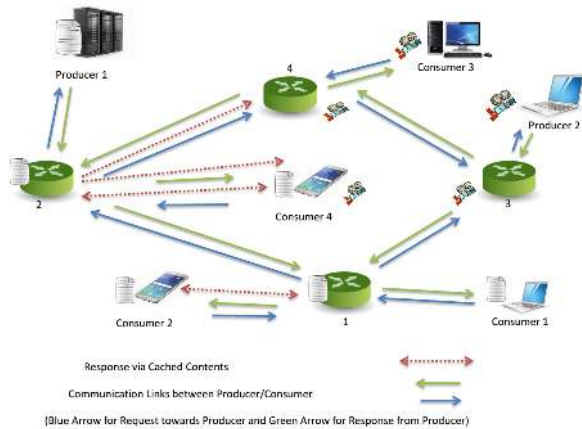 4
Consumer 3
Producer 1
Producer 2
2
3
Consumer 4
Consumer 2
1
Consumer 1
Response via Cached Contents
Communication Links between Producer/Consumer
(Blue Arrow for Request towards Producer and Green Arrow for Response from Producer)